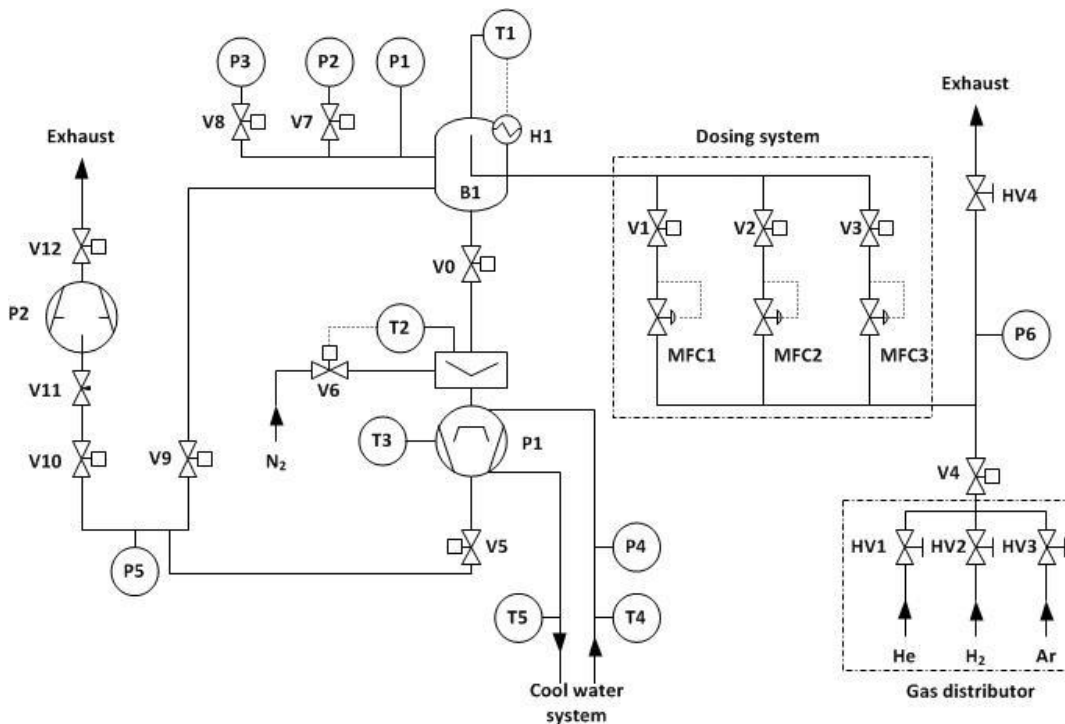 T1
P3
P2
P1
Exhaust
Exhaust
V8
V7
H1
Dosing system
B1
HV4
V12
V0
V1
V2
V3
P2
T2
P6
MFC1
MFC2
MFC3
V11
V6
T3
P1
N₂
V10
V9
V4
V5
P4
HV1
HV2
HV3
P5
T5
T4
He
H₂
Ar
Cool water
system
Gas distributor